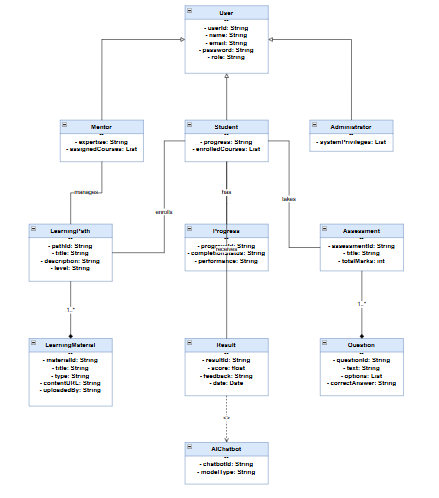 User
- userId: String
- name: String
- email: String
- password: String
- role: String
Mentor
- expertise: String
- assignedCourses: List
Student
- progress: String
- enrolledCourses: List
Administrator
- systemPrivileges: List
manages
enrolls
has
takes
LearningPath
- pathId: String
- title: String
- description: String
- level: String
Progress
- progressId: String
- completionStatus: String
- performance: String
receives
Assessment
- assessmentId: String
- title: String
- totalMarks: int
1..*
1..*
LearningMaterial
- materialId: String
- title: String
- type: String
- contentURL: String
- uploadedBy: String
Result
- resultId: String
- score: float
- feedback: String
- date: Date
Question
- questionId: String
- text: String
- options: List
- correctAnswer: String
<>
AIChatbot
- chatbotId: String
- modelType: String